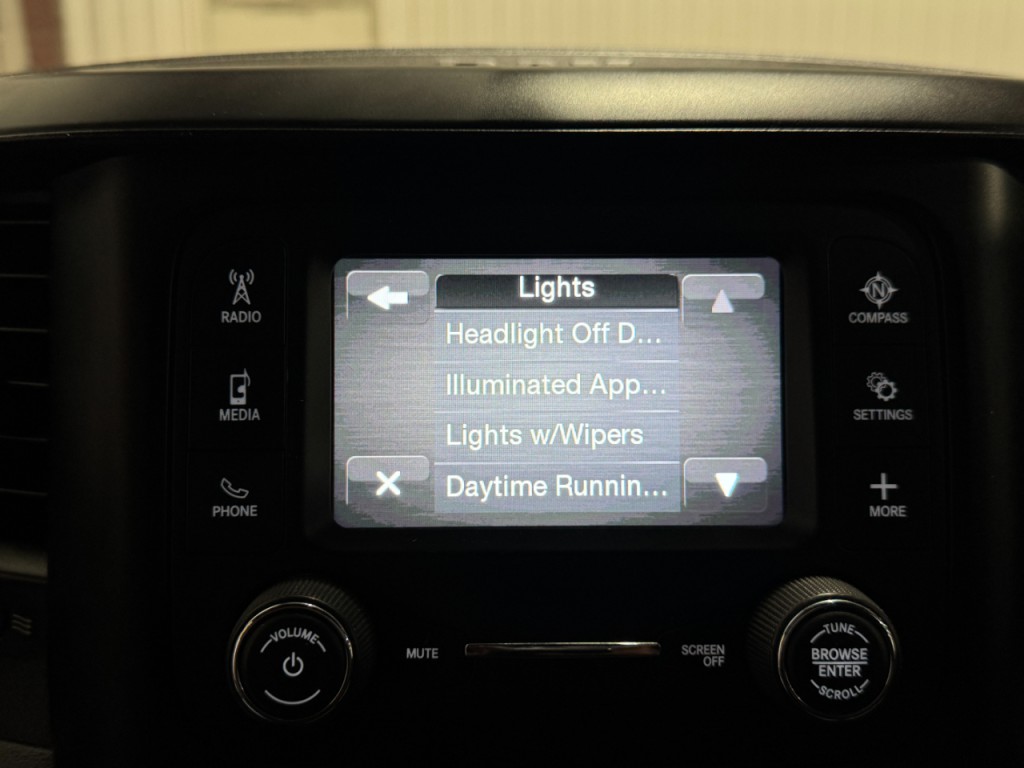 Lights
Headlight Off D...
Illuminated App...
Lights w/Wipers
Daytime Runnin...
RADIO
MEDIA
PHONE
N
COMPASS
SETTINGS
MORE
VOLUME
MUTE
SCREEN
OFF
TUNE
BROWSE
ENTER
SCROLL